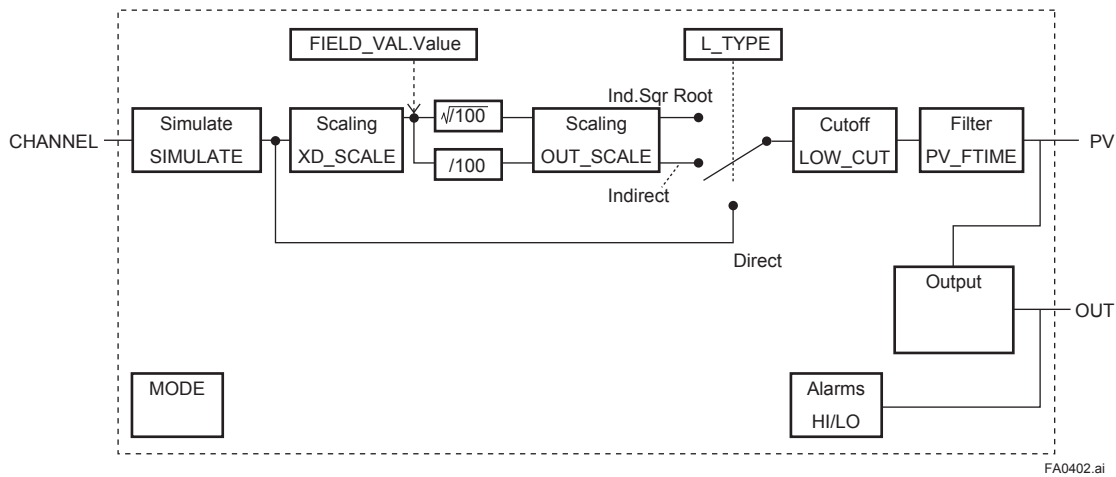 FIELD_VAL.Value
L_TYPE
CHANNEL
Simulate
SIMULATE
Scaling
XD_SCALE
√/100
/100
Scaling
OUT_SCALE
Ind.Sqr Root
Indirect
Direct
Cutoff
LOW_CUT
Filter
PV_FTIME
PV
Output
OUT
MODE
Alarms
HI/LO
FA0402.ai